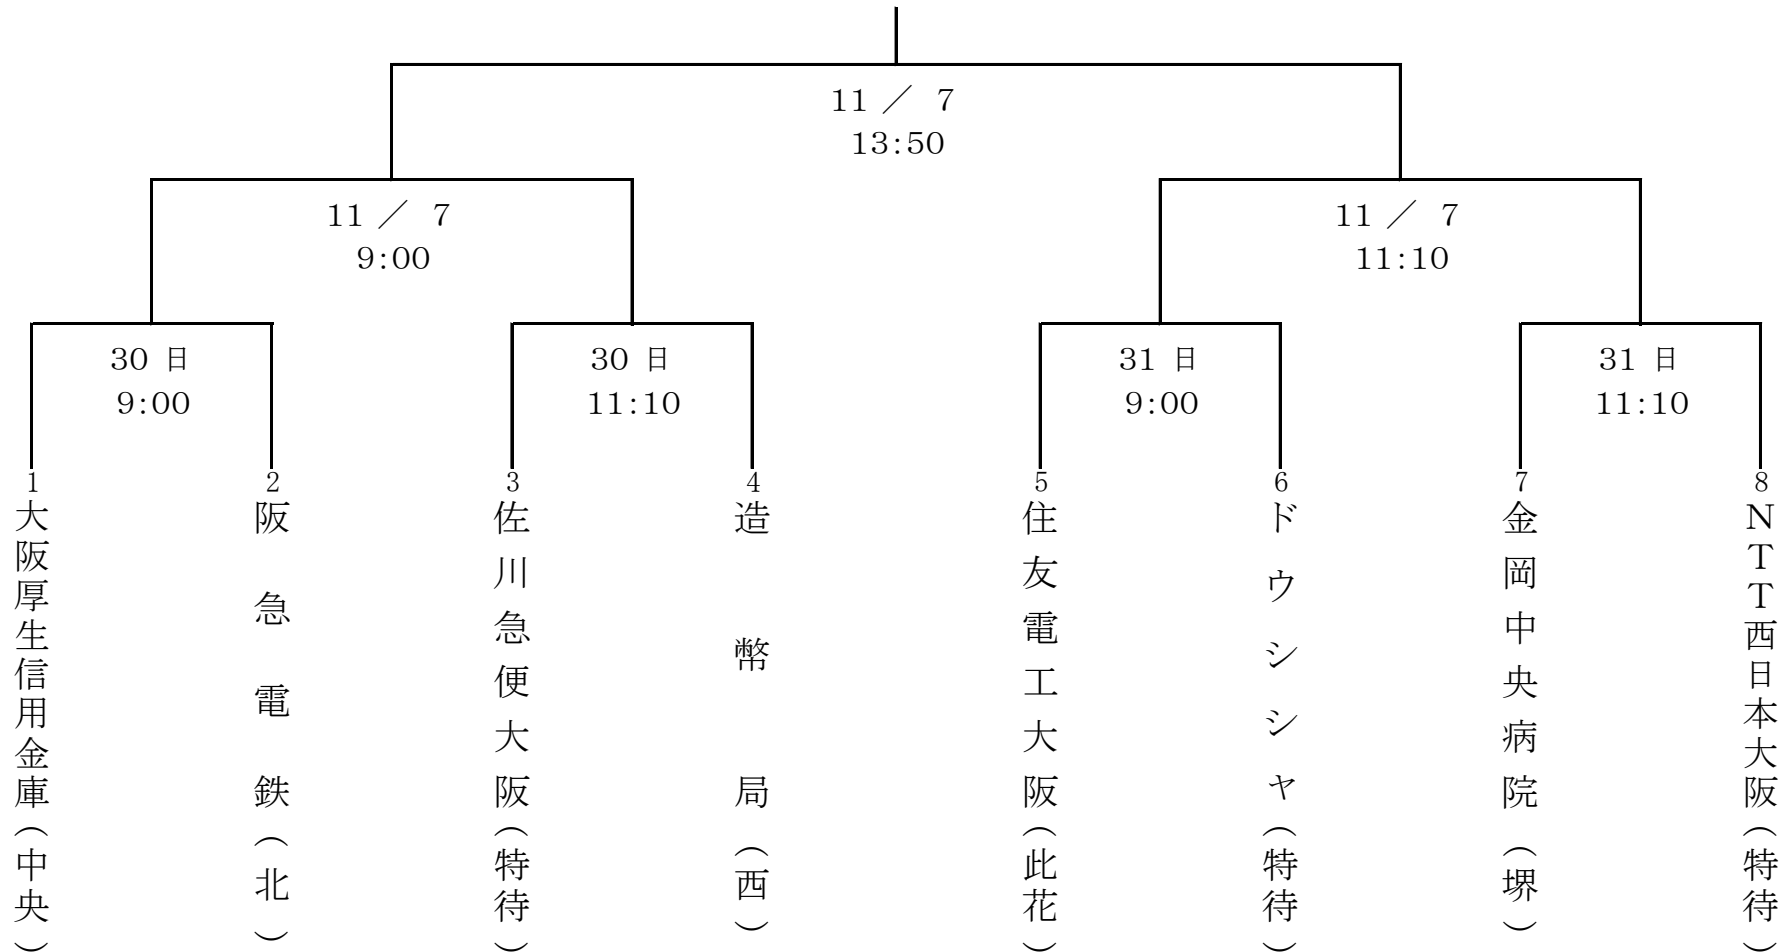 11 ／ 7
13:50
11 ／ 7
9:00
11 ／ 7
11:10
30 日
9:00
30 日
11:10
31 日
9:00
31 日
11:10
1
大阪厚生信用金庫（中央）
2
阪急電鉄（北）
3
佐川急便大阪（特待）
4
造幣局（西）
5
住友電工大阪（此花）
6
ドウシシャ（特待）
7
金岡中央病院（堺）
8
NTT西日本大阪（特待）